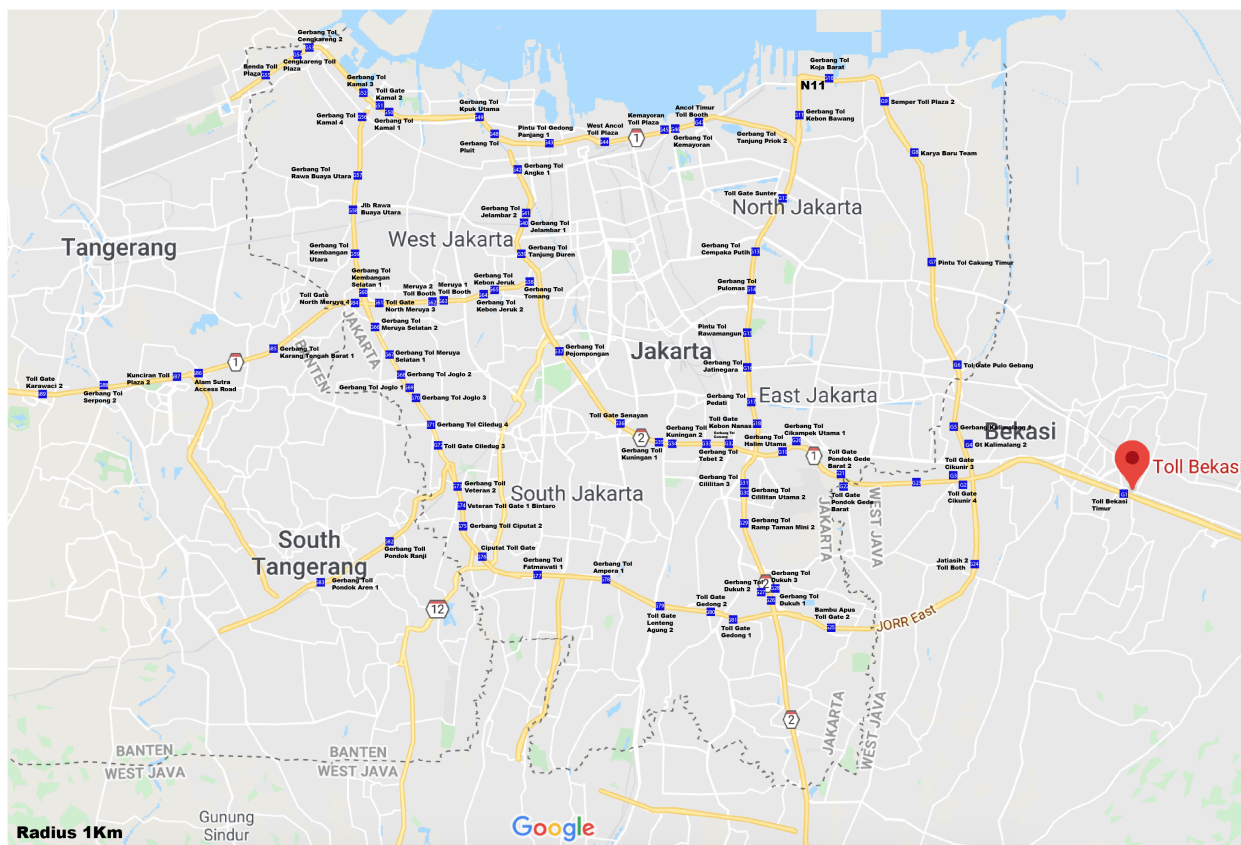 Gerbang Tol
Cengkareng 2
Cengkareng Toll
Plaza
Benda Toll
Plaza
Gerbang Tol
Kamal 3
Toll Gate
Kamal 2
Gerbang Tol
Kamal 4
Gerbang Tol
Kamal 1
Gerbang Tol
Kpuk Utama
Gerbang Tol
Pluit
Pintu Tol Gedong
Panjang 1
West Ancol
Toll Plaza
Kemayoran
Toll Plaza
1
Gerbang Tol
Kemayoran
Ancol Timur
Toll Booth
Gerbang Tol
Tanjung Priok 2
Gerbang Tol
Koja Barat
N11
Gerbang Tol
Kebon Bawang
Semper Toll Plaza 2
Karya Baru Team
Gerbang Tol
Rawa Buaya Utara
Gerbang Tol
Angke 1
Jlb Rawa
Buaya Utara
Gerbang Tol
Jelambar 2
Gerbang Tol
Jelambar 1
Toll Gate Sunter
North Jakarta
Tangerang
West Jakarta
Gerbang Tol
Kembangan
Utara
Gerbang Tol
Tanjung Duren
Gerbang Tol
Cempaka Putih
Pintu Tol Cakung Timur
Gerbang Tol
Kembangan
Selatan 1
Toll Gate
North Meruya 4
Toll Gate
North Meruya 3
Meruya 2
Toll Booth
Meruya 1
Toll Booth
Gerbang Tol
Kebon Jeruk
Gerbang Tol
Kebon Jeruk 2
Gerbang Tol
Tomang
Gerbang Tol
Pulomas
Gerbang Tol
Meruya Selatan 2
JAKARTA
BANTEN
Pintu Tol
Rawamangun
Gerbang Tol
Karang Tengah Barat 1
1
Gerbang Tol Meruya
Selatan 1
Gerbang Tol
Pejompongan
Jakarta
Gerbang Tol
Jatinegara
Tol Gate Pulo Gebang
Toll Gate
Karawaci 2
Gerbang Tol
Serpong 2
Kunciran Toll
Plaza 2
Alam Sutra
Access Road
Gerbang Tol Joglo 2
Gerbang Tol Joglo 1
Gerbang Tol Joglo 3
East Jakarta
Gerbang Tol
Pedati
Gerbang Tol Ciledug 4
Toll Gate Ciledug 3
Toll Gate Senayan
2
Gerbang Toll
Kuningan 1
Gerbang Toll
Kuningan 2
Gerbang Tol
Tebet 2
Toll Gate
Kebon Nanas
Gerbang Tol
Halim Utama
Gerbang Tol
Cikampek Utama 1
1
Toll Gate
Pondok Gede
Barat 2
Toll Gate
Pondok Gede
Barat
Gerbang Kalimalang 1
Bekasi
Gt Kalimalang 2
Toll Gate
Cikunir 3
Toll Gate
Cikunir 4
Toll Bekasi
Toll Bekasi
Timur
Gerbang Toll
Veteran 2
Veteran Toll Gate 1 Bintaro
South Jakarta
Gerbang Tol
Cililitan 3
Gerbang Tol
Cililitan Utama 2
JAKARTA
WEST JAVA
Gerbang Toll Ciputat 2
Gerbang Tol
Ramp Taman Mini 2
South
Tangerang
Gerbang Toll
Pondok Ranji
Ciputat Toll Gate
Gerbang Tol
Fatmawati 1
Gerbang Tol
Ampera 1
Gerbang Toll
Pondok Aren 1
12
Toll Gate
Lenteng
Agung 2
Toll Gate
Gedong 2
Toll Gate
Gedong 1
Gerbang Tol
Dukuh 2
2
Gerbang Tol
Dukuh 3
Gerbang Tol
Dukuh 1
Bambu Apus
Toll Gate 2
Jatiasih 2
Toll Both
JORR East
2
JAKARTA
WEST JAVA
BANTEN
WEST JAVA
BANTEN
WEST JAVA
Gunung
Sindur
Radius 1Km
Google